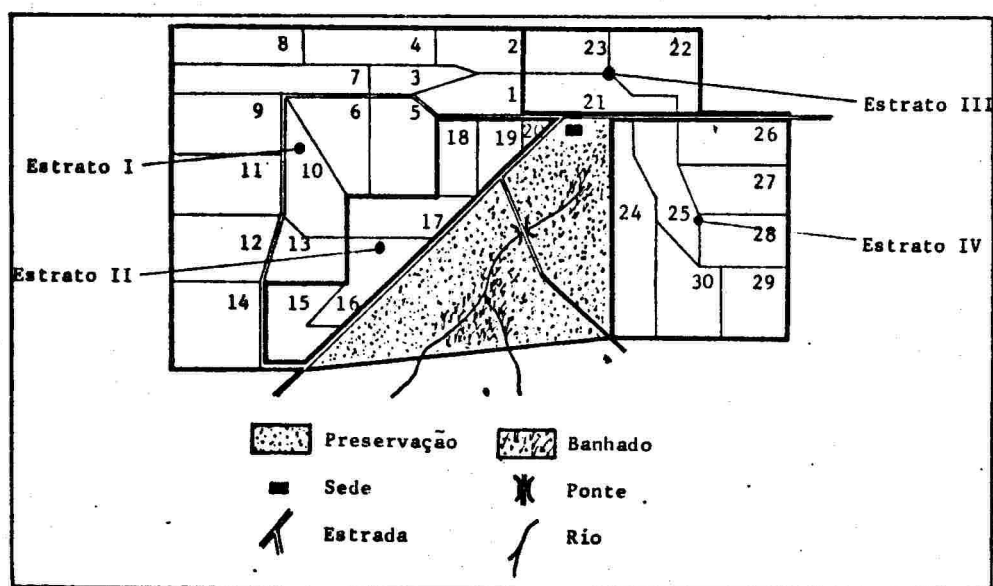 8 4 2 23 22
7 3
Estrato III
9 6 5 1 21
18 19 20 26
Estrato I
11 10 27
17 24 25 28
12 13
Estrato II
Estrato IV
14 15 16 30 29
Preservação Banhado
Sede Ponte
Estrada Rio